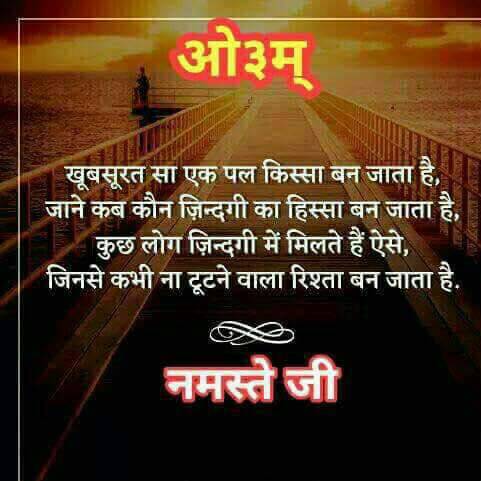 ओ३म्
खूबसूरत सा एक पल किस्सा बन जाता है,
जाने कब कौन ज़िन्दगी का हिस्सा बन जाता है,
कुछ लोग ज़िन्दगी में मिलते हैं ऐसे,
जिनसे कभी ना टूटने वाला रिश्ता बन जाता है.
नमस्ते जी